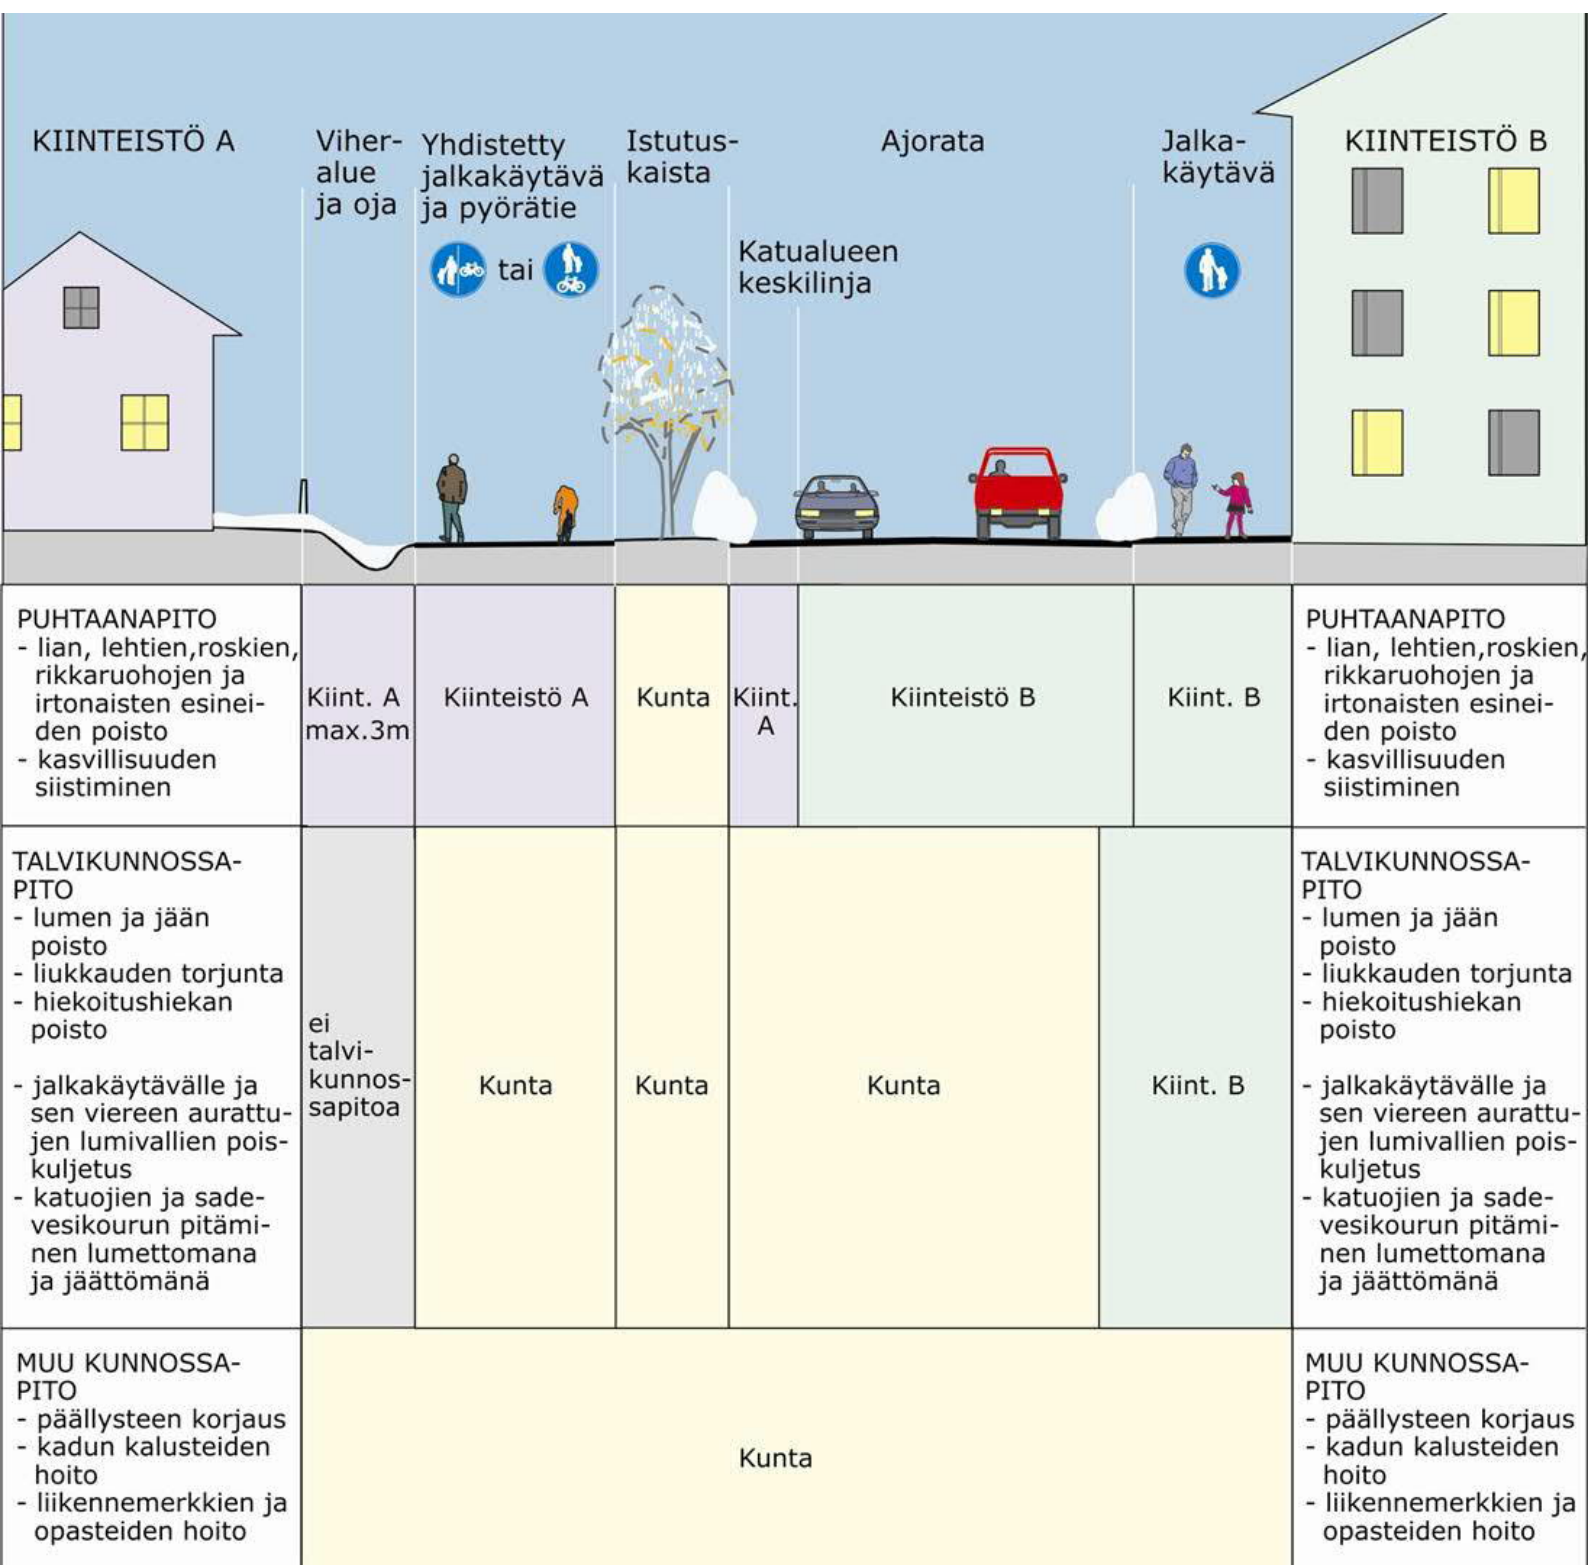 KIINTEISTÖ A
Viher-
alue
ja oja
Yhdistetty
jalkakäytävä
ja pyörätie
tai
Istutus-
kaista
Katualueen
keskilinja
Ajorata
Jalka-
käytävä
KIINTEISTÖ B
PUHTAANAPITO
- lian, lehtien,roskien,
rikkaruohojen ja
irtonaisten esinei-
den poisto
- kasvillisuuden
siistiminen
Kiint. A
max.3m
Kiinteistö A
Kunta
Kiint.
A
Kiinteistö B
Kiint. B
PUHTAANAPITO
- lian, lehtien,roskien,
rikkaruohojen ja
irtonaisten esinei-
den poisto
- kasvillisuuden
siistiminen
TALVIKUNNOSSA-
PITO
- lumen ja jään
poisto
- liukkauden torjunta
- hiekoitushiekan
poisto
- jalkakäytävälle ja
sen viereen aurattu-
jen lumivallien pois-
kuljetus
- katuojien ja sade-
vesikourun pitämi-
nen lumettomana
ja jäättömänä
ei
talvi-
kunnos-
sapitoa
Kunta
Kunta
Kunta
Kiint. B
TALVIKUNNOSSA-
PITO
- lumen ja jään
poisto
- liukkauden torjunta
- hiekoitushiekan
poisto
- jalkakäytävälle ja
sen viereen aurattu-
jen lumivallien pois-
kuljetus
- katuojien ja sade-
vesikourun pitämi-
nen lumettomana
ja jäättömänä
MUU KUNNOSSA-
PITO
- päällysteen korjaus
- kadun kalusteiden
hoito
- liikennemerkkien ja
opasteiden hoito
Kunta
MUU KUNNOSSA-
PITO
- päällysteen korjaus
- kadun kalusteiden
hoito
- liikennemerkkien ja
opasteiden hoito